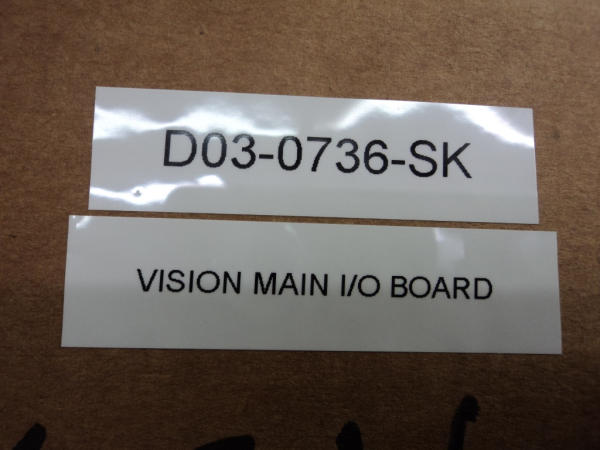 D03-0736-SK
VISION MAIN I/O BOARD